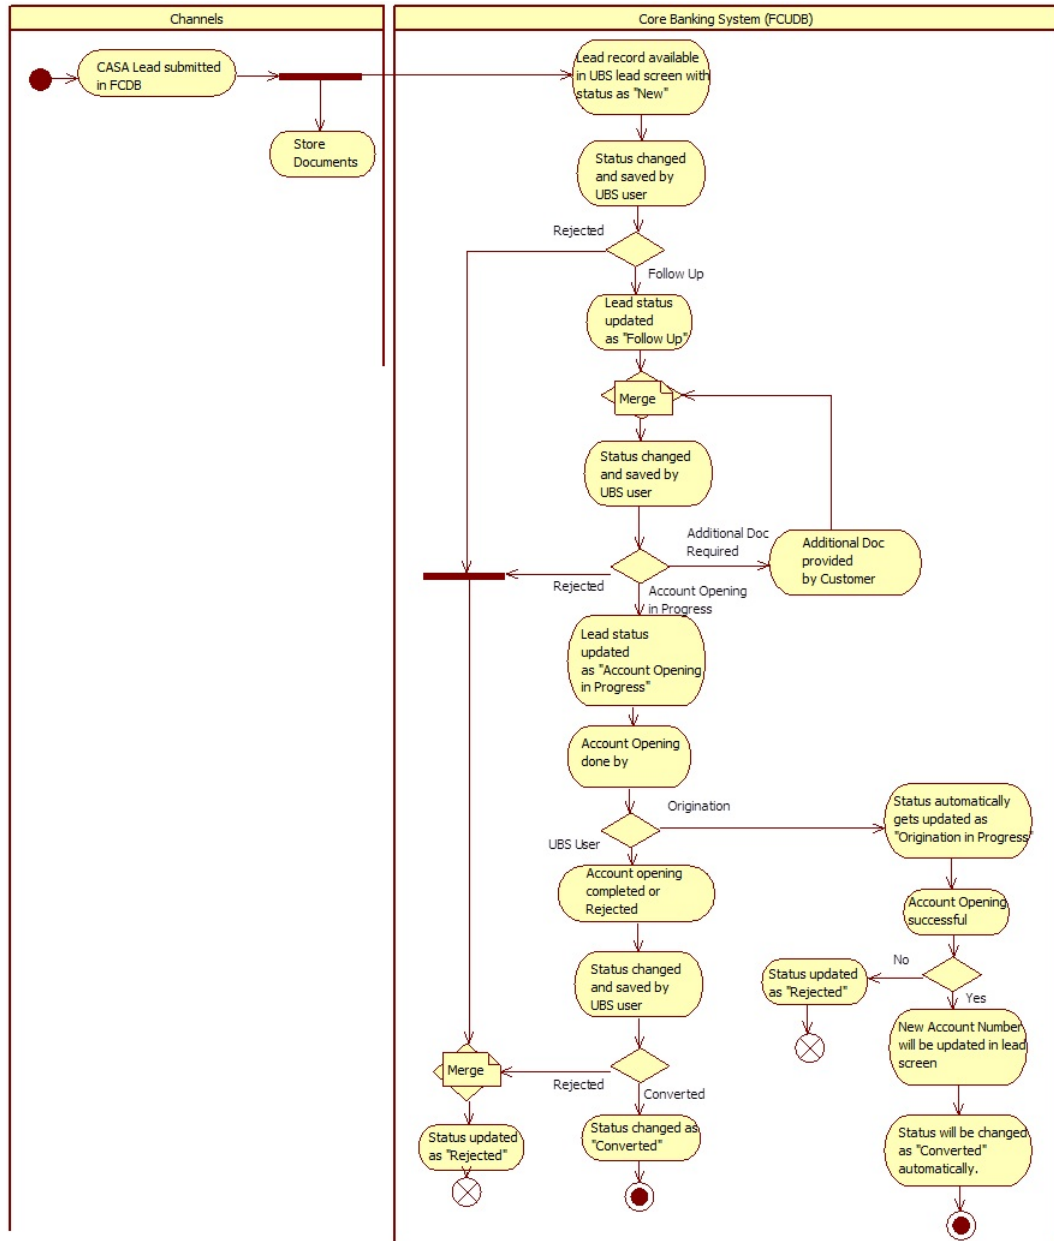 Channels
Core Banking System (FCUDB)
CASA Lead submitted
in FCDB
Lead record available
in UBS lead screen with
status as "New"
Store
Documents
Status changed
and saved by
UBS user
Rejected
Follow Up
Lead status
updated
as "Follow Up"
Merge
Status changed
and saved by
UBS user
Additional Doc
Required
Additional Doc
provided
by Customer
Rejected
Account Opening
in Progress
Lead status
updated
as "Account Opening
in Progress"
Account Opening
done by
Origination
Status automatically
gets updated as
"Origination in Progress"
UBS User
Account opening
completed or
Rejected
Account Opening
successful
Status changed
and saved by
UBS user
No
Status updated
as "Rejected"
Yes
New Account Number
will be updated in lead
screen
Merge
Rejected
Converted
Status updated
as "Rejected"
Status changed as
"Converted"
Status will be changed
as "Converted"
automatically.